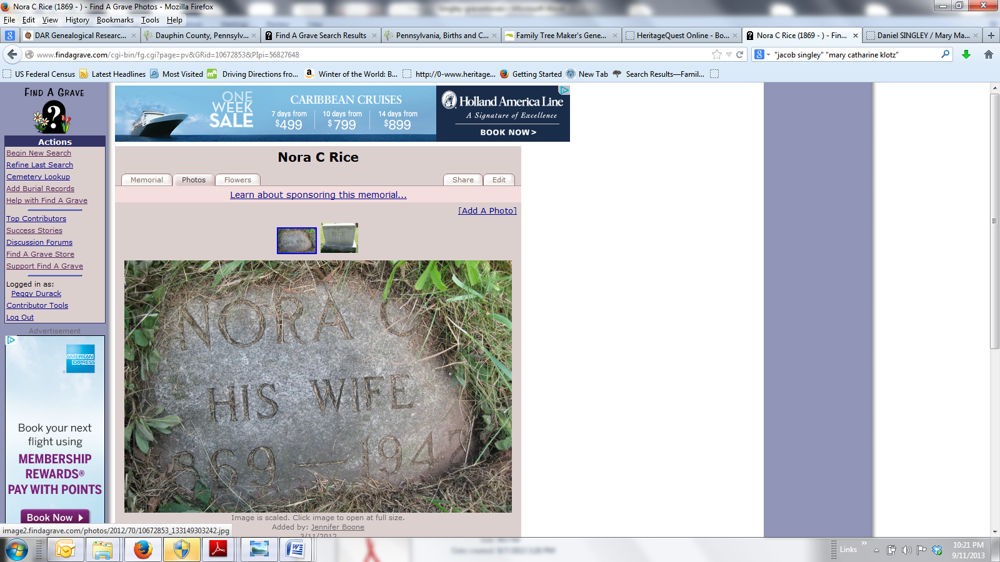 Nora C Rice (1869 - ) - Find A Grave Photos - Mozilla Firefox
File Edit View History Bookmarks Tools Help
DAR Genealogical Researc... Dauphin County, Pennsylv... Find A Grave Search Results Pennsylvania, Births and C... Family Tree Maker's Gene... HeritageQuest Online - Bo... Nora C Rice (1869 - ) - Fin... Daniel SINGLEY / Mary Ma...
www.findagrave.com/cgi-bin/fg.cgi?page=pv&GRid=10672853&PIpi=56827648
"jacob singley" "mary catharine klotz"
US Federal Census Latest Headlines Most Visited Driving Directions fro... Winter of the World: B... http://0-www.heritage... Getting Started New Tab Search Results—Famil...
FIND A GRAVE
Actions
Begin New Search
Refine Last Search
Cemetery Lookup
Add Burial Records
Help with Find A Grave
Top Contributors
Success Stories
Discussion Forums
Find A Grave Store
Support Find A Grave
Logged in as:
Peggy Durack
Contributor Tools
Log Out
Advertisement
AMERICAN EXPRESS
Book your next
flight using
MEMBERSHIP
REWARDS®
PAY WITH POINTS
Book Now
ONE
WEEK
SALE
CARIBBEAN CRUISES
7 days from 10 days from 14 days from
$499 $799 $899
Holland America Line
A Signature of Excellence
BOOK NOW>
Nora C Rice
Memorial Photos Flowers Share Edit
Learn about sponsoring this memorial...
[Add A Photo]
RICE
NORA C
HIS WIFE
1869 — 194
Image is scaled. Click image to open at full size.
Added by: Jennifer Boone
3/11/2012
image2.findagrave.com/photos/2012/70/10672853_133149303242.jpg
Links
10:21 PM
9/11/2013